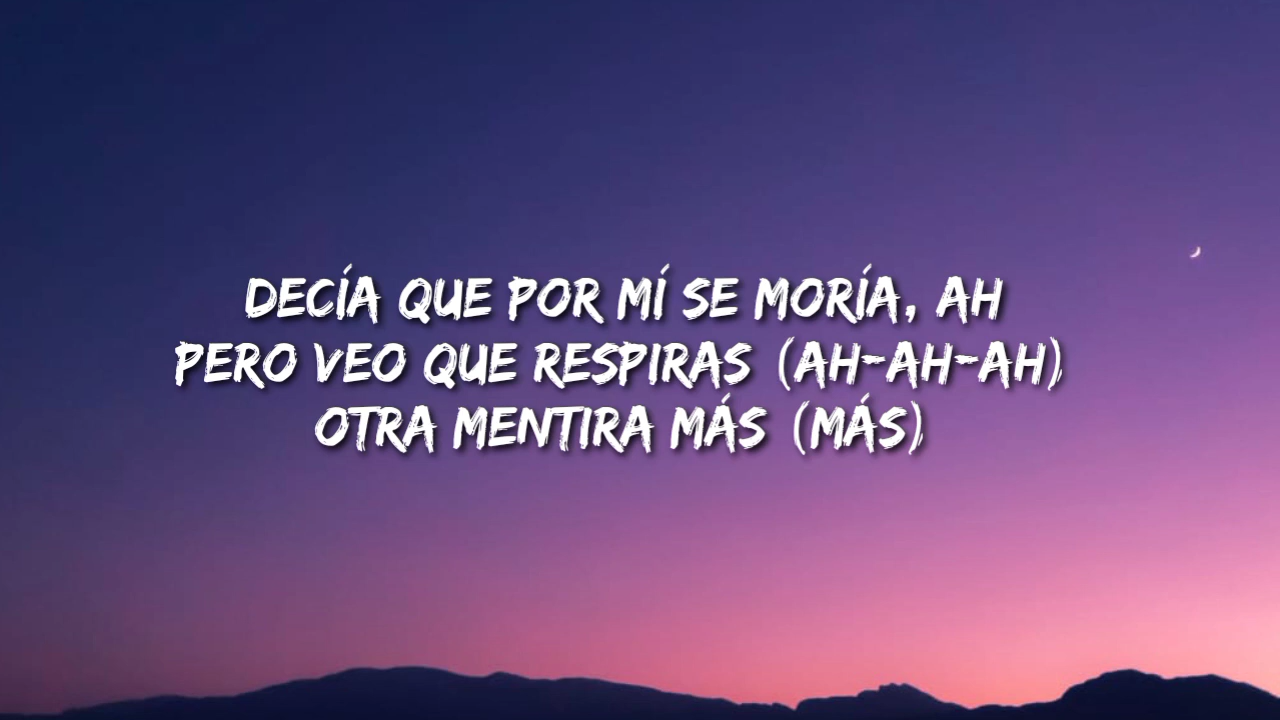 DECÍA QUE POR MÍ SE MORÍA, AH
PERO VEO QUE RESPIRAS (AH-AH-AH)
OTRA MENTIRA MÁS (MÁS)